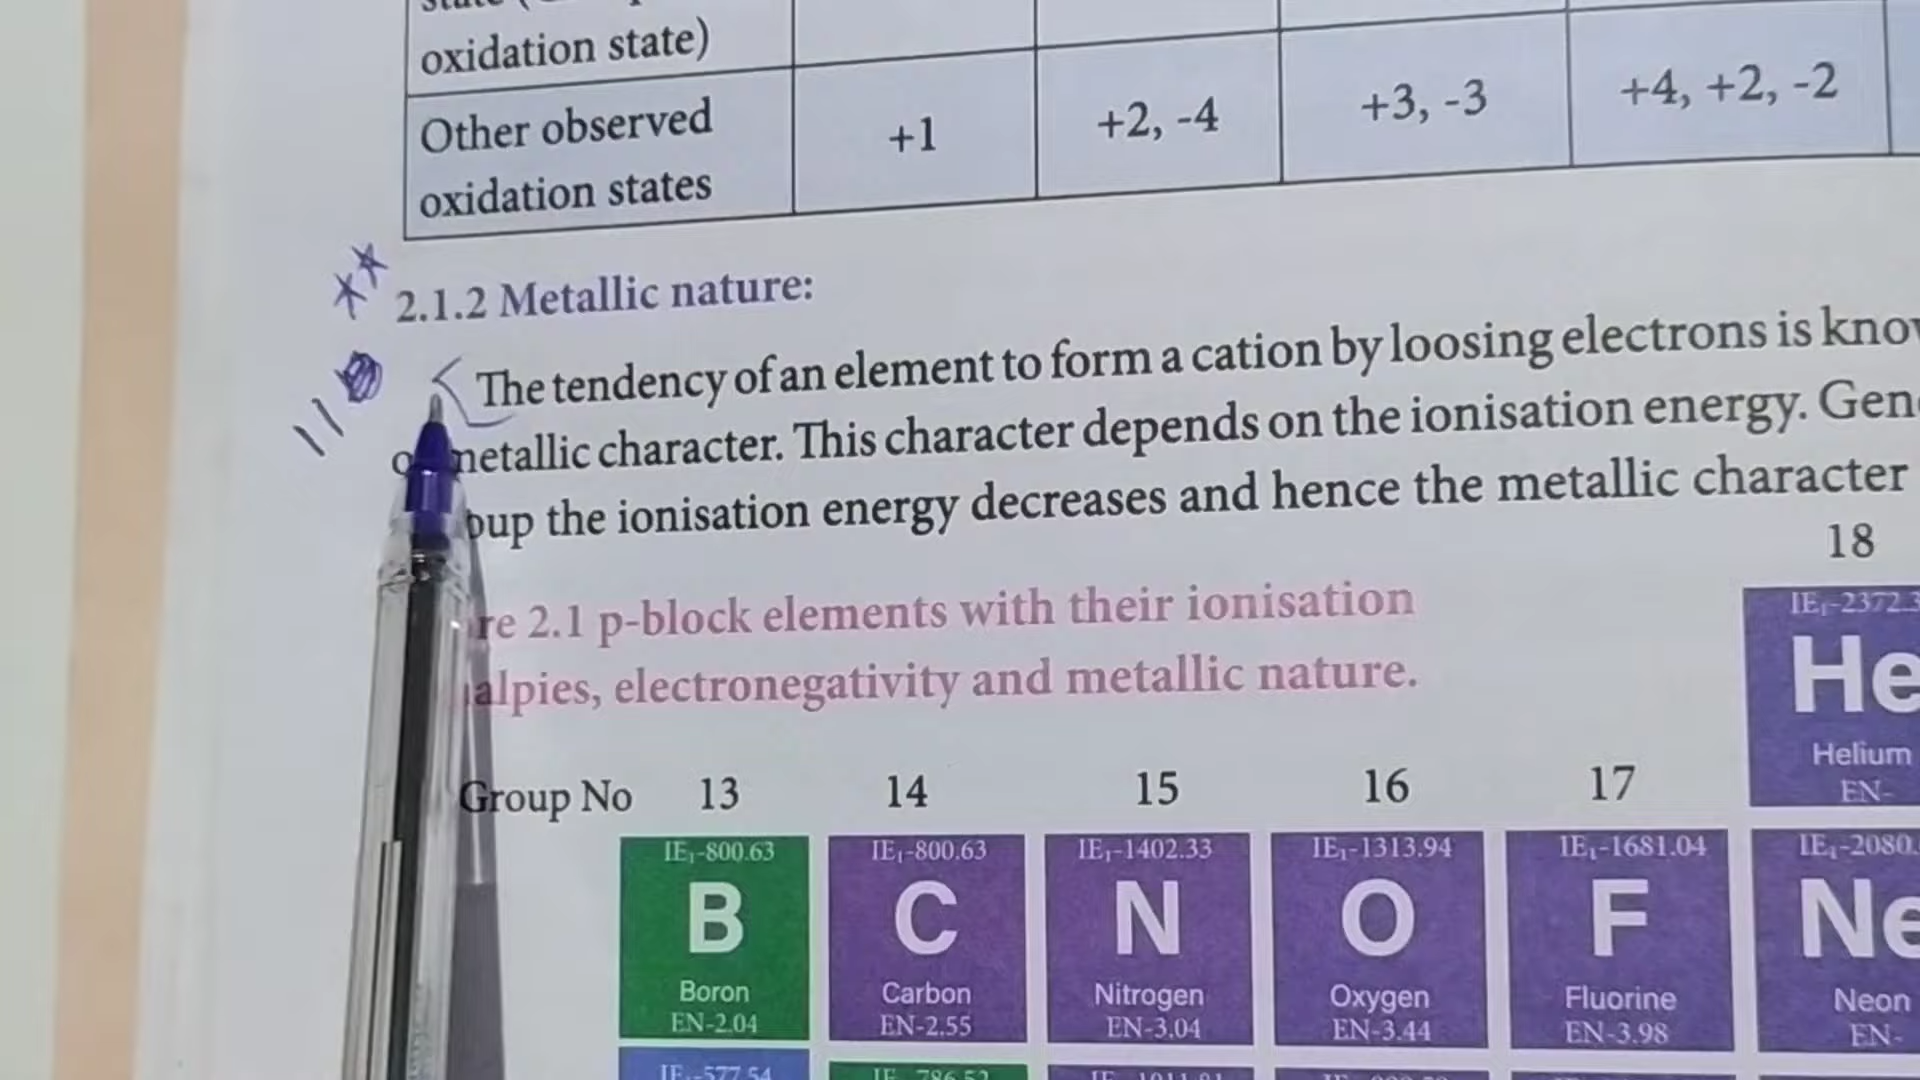 oxidation state)
Other observed oxidation states +1 +2, -4 +3, -3 +4, +2, -2
2.1.2 Metallic nature:
The tendency of an element to form a cation by loosing electrons is
metallic character. This character depends on the ionisation energy.
the ionisation energy decreases and hence the metallic character
18
2.1 p-block elements with their ionisation
electronegativity and metallic nature.
IE₁-2372.3
He
Helium
EN-
Group No 13 14 15 16 17
IE₁-800.63 IE₁-800.63 IE₁-1402.33 IE₁-1313.94 IE₁-1681.04 IE₁-2080.
B C N O F Ne
Boron Carbon Nitrogen Oxygen Fluorine Neon
EN-2.04 EN-2.55 EN-3.04 EN-3.44 EN-3.98 EN-